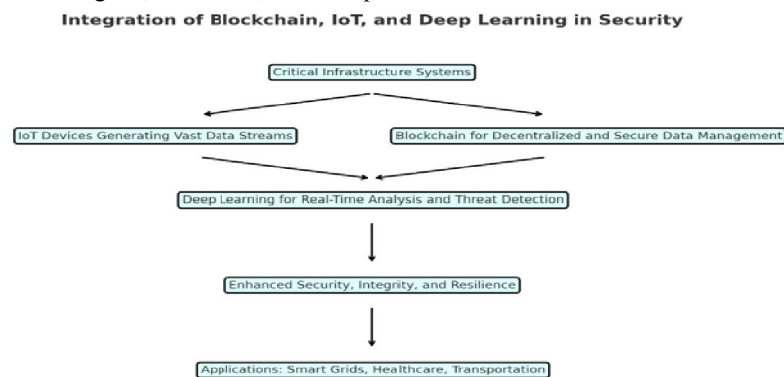 Integration of Blockchain, IoT, and Deep Learning in Security
Critical Infrastructure Systems
IoT Devices Generating Vast Data Streams
Blockchain for Decentralized and Secure Data Management
Deep Learning for Real-Time Analysis and Threat Detection
Enhanced Security, Integrity, and Resilience
Applications: Smart Grids, Healthcare, Transportation